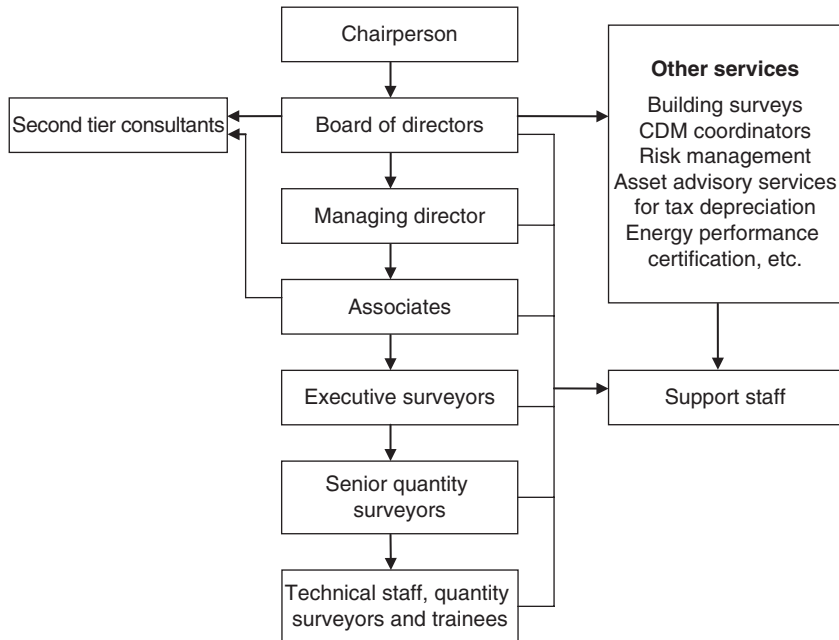 Chairperson
Second tier consultants
Board of directors
Managing director
Associates
Executive surveyors
Senior quantity
surveyors
Technical staff, quantity
surveyors and trainees
Other services
Building surveys
CDM coordinators
Risk management
Asset advisory services
for tax depreciation
Energy performance
certification, etc.
Support staff